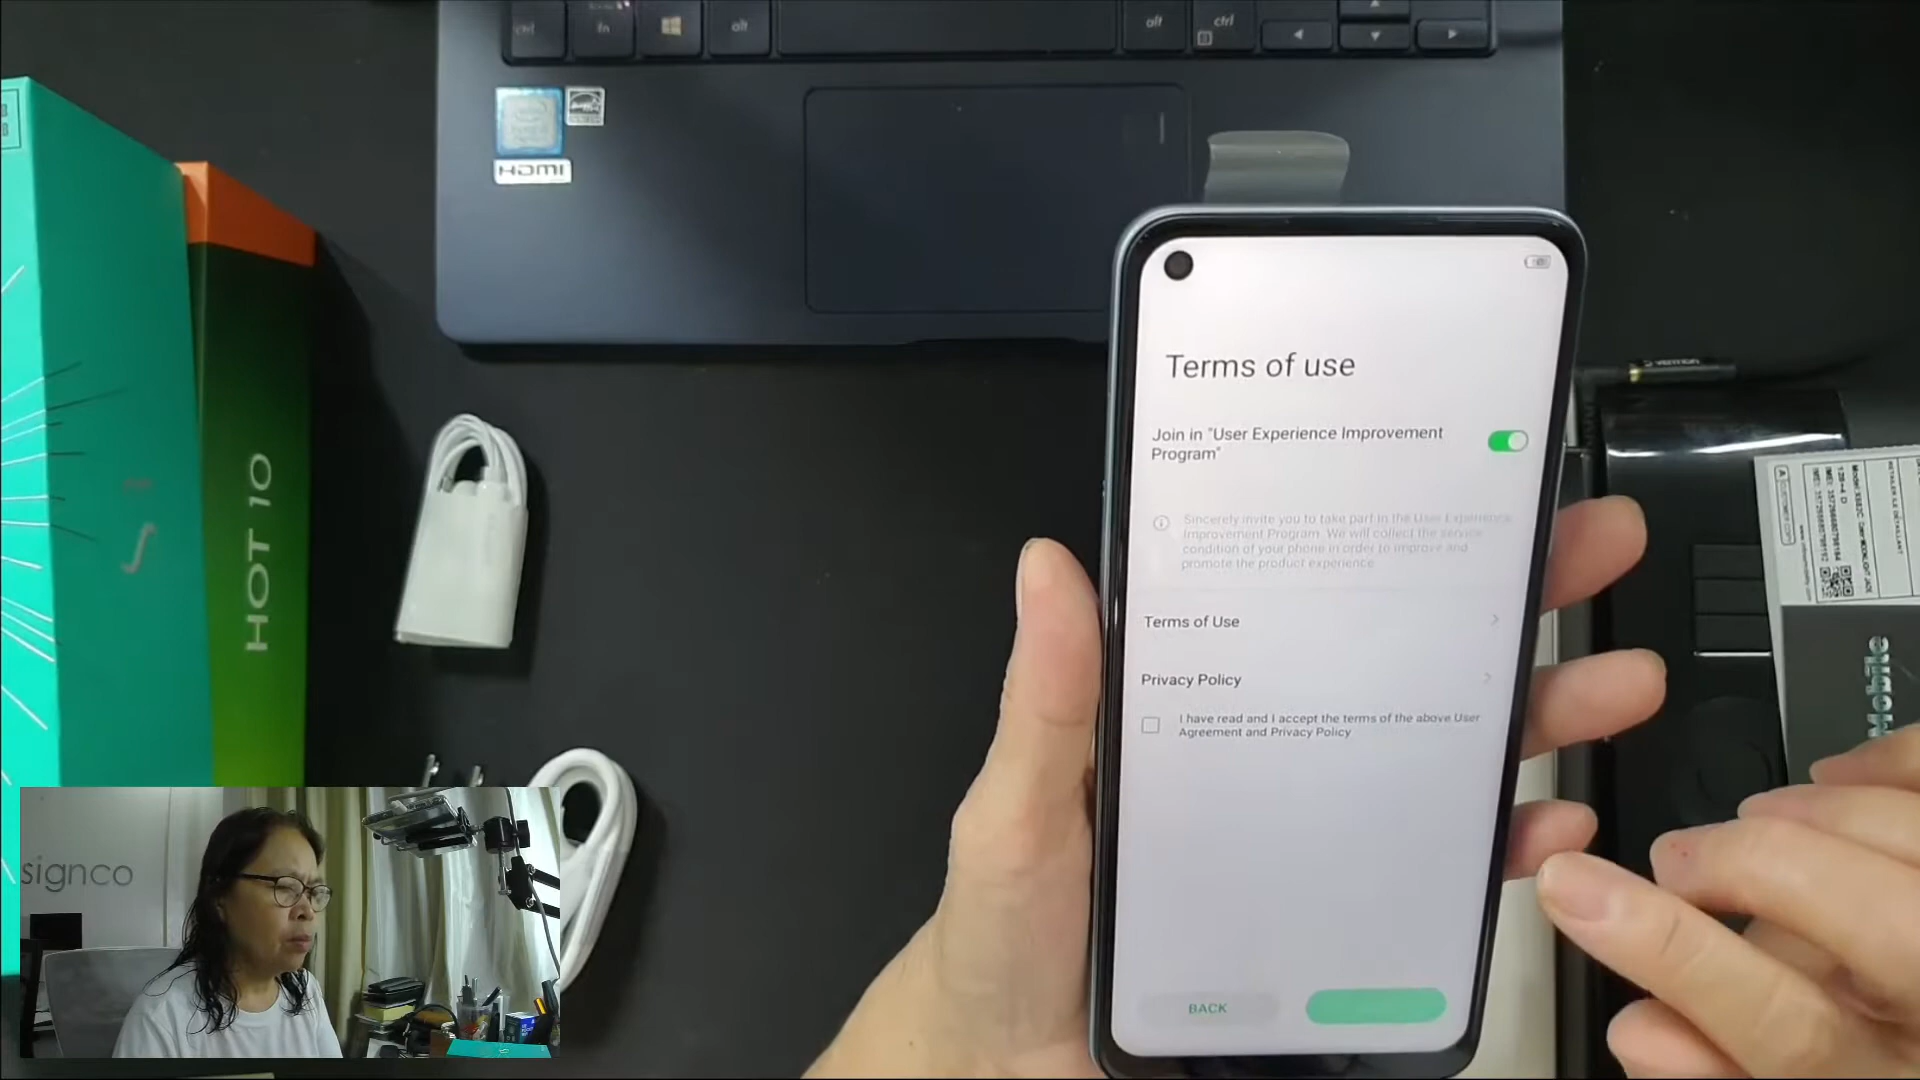 ctrl
fn
alt
alt
ctrl
HDMI
HOT 10
Terms of use
Join in "User Experience Improvement
Program"
Sincerely invite you to take part in the User Experience
Improvement Program. We will collect the service
condition of your phone in order to improve and
promote the product experience
Terms of Use
Privacy Policy
I have read and I accept the terms of the above User
Agreement and Privacy Policy
BACK
VENTION
Mobile
signco